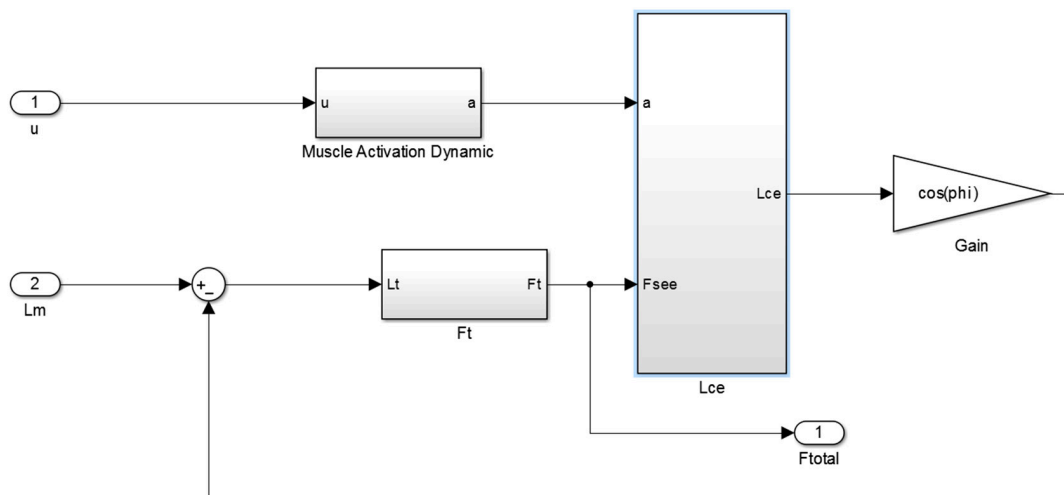 1
u
u
a
Muscle Activation Dynamic
a
Lce
Fsee
Lce
cos(phi)
Gain
2
Lm
+
_
Lt
Ft
Ft
1
Ftotal